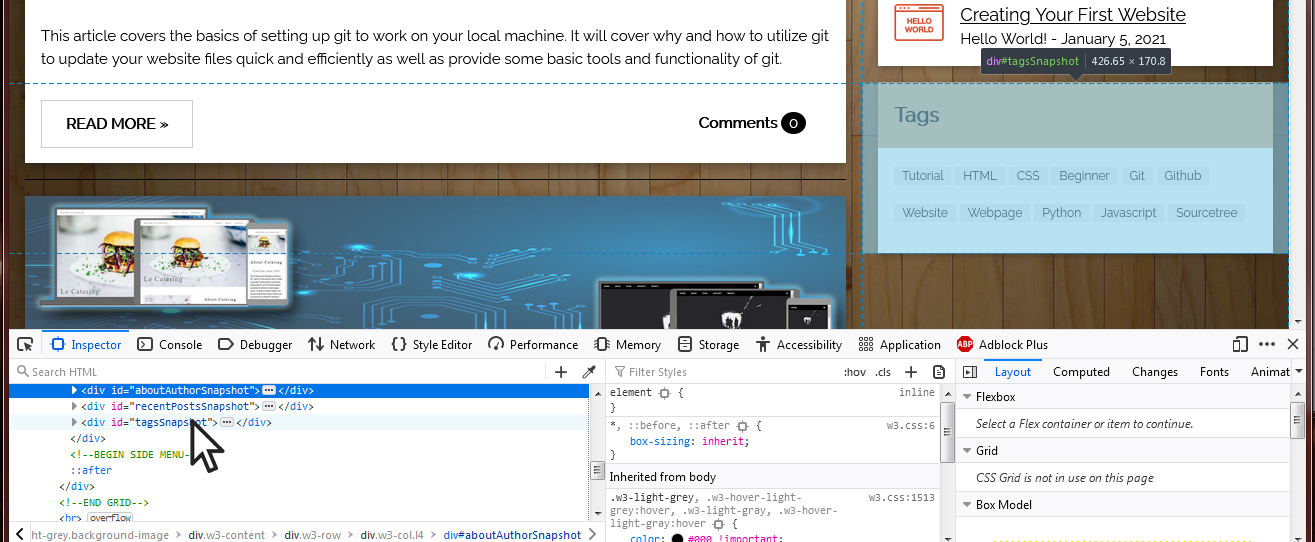 This article covers the basics of setting up git to work on your local machine. It will cover why and how to utilize git
to update your website files quick and efficiently as well as provide some basic tools and functionality of git.
READ MORE »
Comments 0
HELLO
WORLD!
Creating Your First Website
Hello World! - January 5, 2021
div#tagsSnapshot 426.65 × 170.8
Tags
Tutorial HTML CSS Beginner Git Github
Website Webpage Python Javascript Sourcetree
Le Catering
Le Catering
About Catering
Inspector Console Debugger Network Style Editor Performance Memory Storage Accessibility Application ABP Adblock Plus
Search HTML
<div id="aboutAuthorSnapshot"> </div>
<div id="recentPostsSnapshot"> </div>
<div id="tagsSnapshot"> </div>
</div>
<!--BEGIN SIDE MENU-
::after
</div>
<!--END GRID-->
<br> overflow
ht-grey.background-image > div.w3-content > div.w3-row > div.w3-col.l4 > div#aboutAuthorSnapshot
Filter Styles :hov .cls
element { inline
}
*, ::before, ::after { w3.css:6
box-sizing: inherit;
}
Inherited from body
.w3-light-grey, .w3-hover-light- w3.css:1513
grey:hover, .w3-light-gray, .w3-hover-
light-gray:hover {
color: #000 !important;
Layout Computed Changes Fonts Animat
Flexbox
Select a Flex container or item to continue.
Grid
CSS Grid is not in use on this page
Box Model